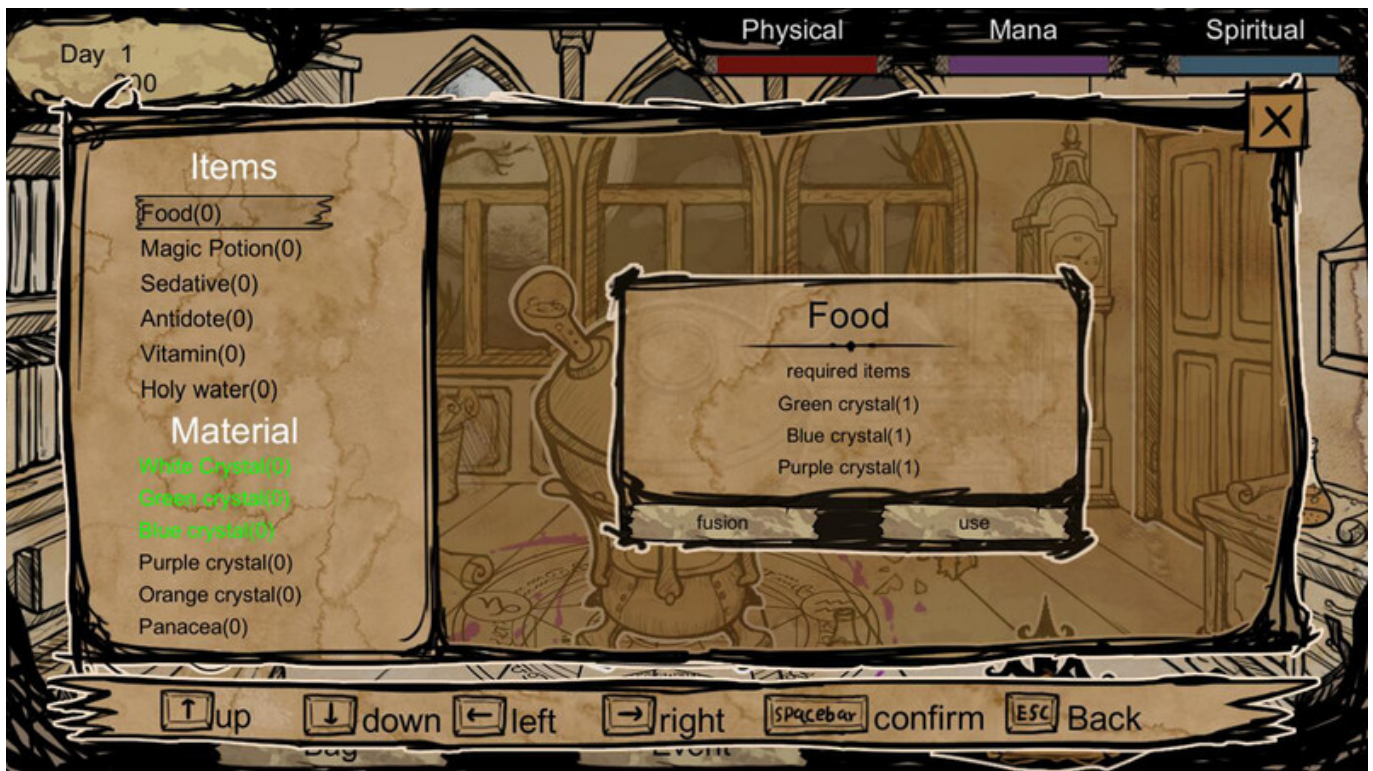 Day 1
Physical
Mana
Spiritual
Items
Food(0)
Magic Potion(0)
Sedative(0)
Antidote(0)
Vitamin(0)
Holy water(0)
Material
White Crystal(0)
Green crystal(0)
Blue crystal(0)
Purple crystal(0)
Orange crystal(0)
Panacea(0)
Food
required items
Green crystal(1)
Blue crystal(1)
Purple crystal(1)
fusion
use
↑ up ↓ down ← left → right spacebar confirm ESC Back
Bag
Event